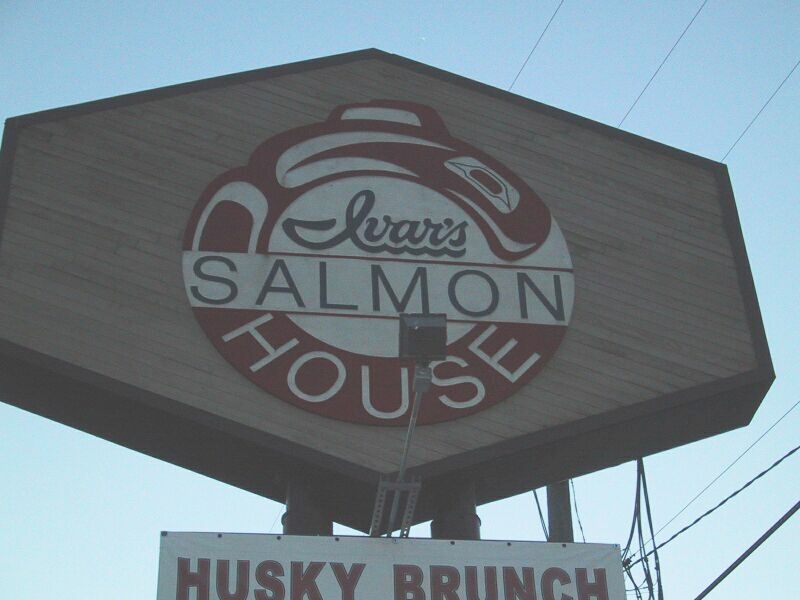 Ivar's
SALMON
HOUSE
HUSKY BRUNCH